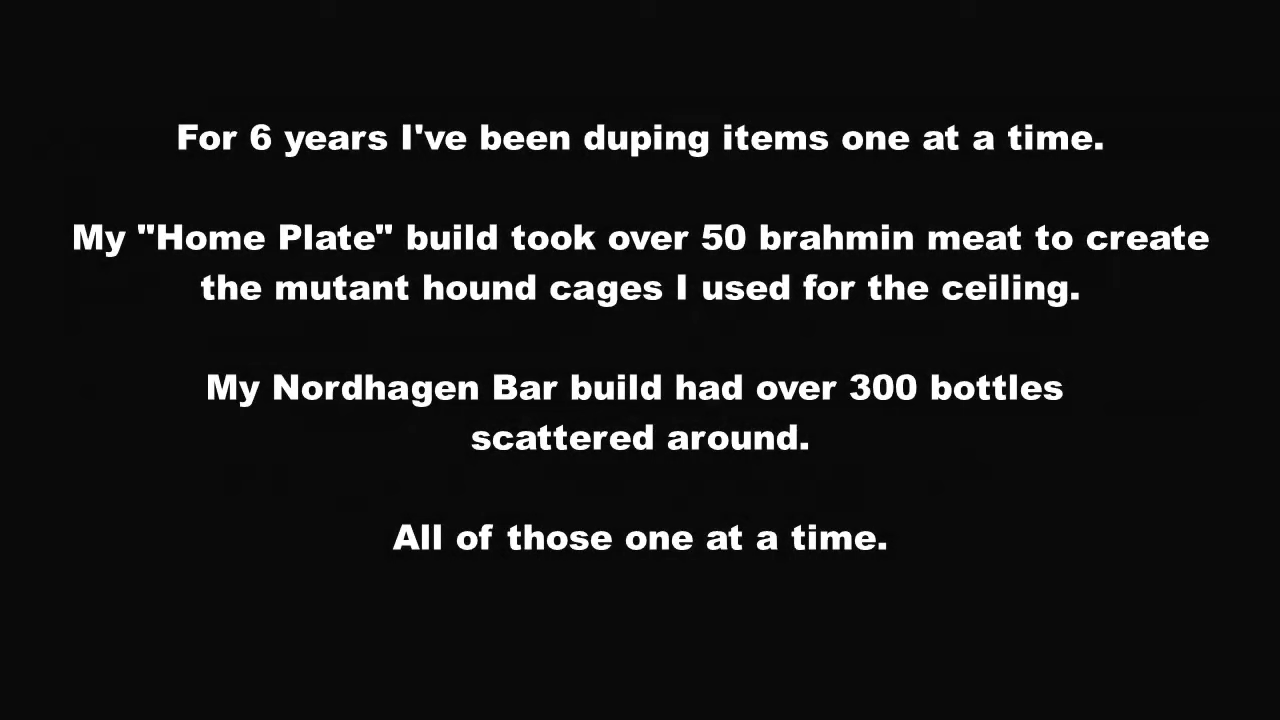 For 6 years I've been duping items one at a time.
My "Home Plate" build took over 50 brahmin meat to create
the mutant hound cages I used for the ceiling.
My Nordhagen Bar build had over 300 bottles
scattered around.
All of those one at a time.